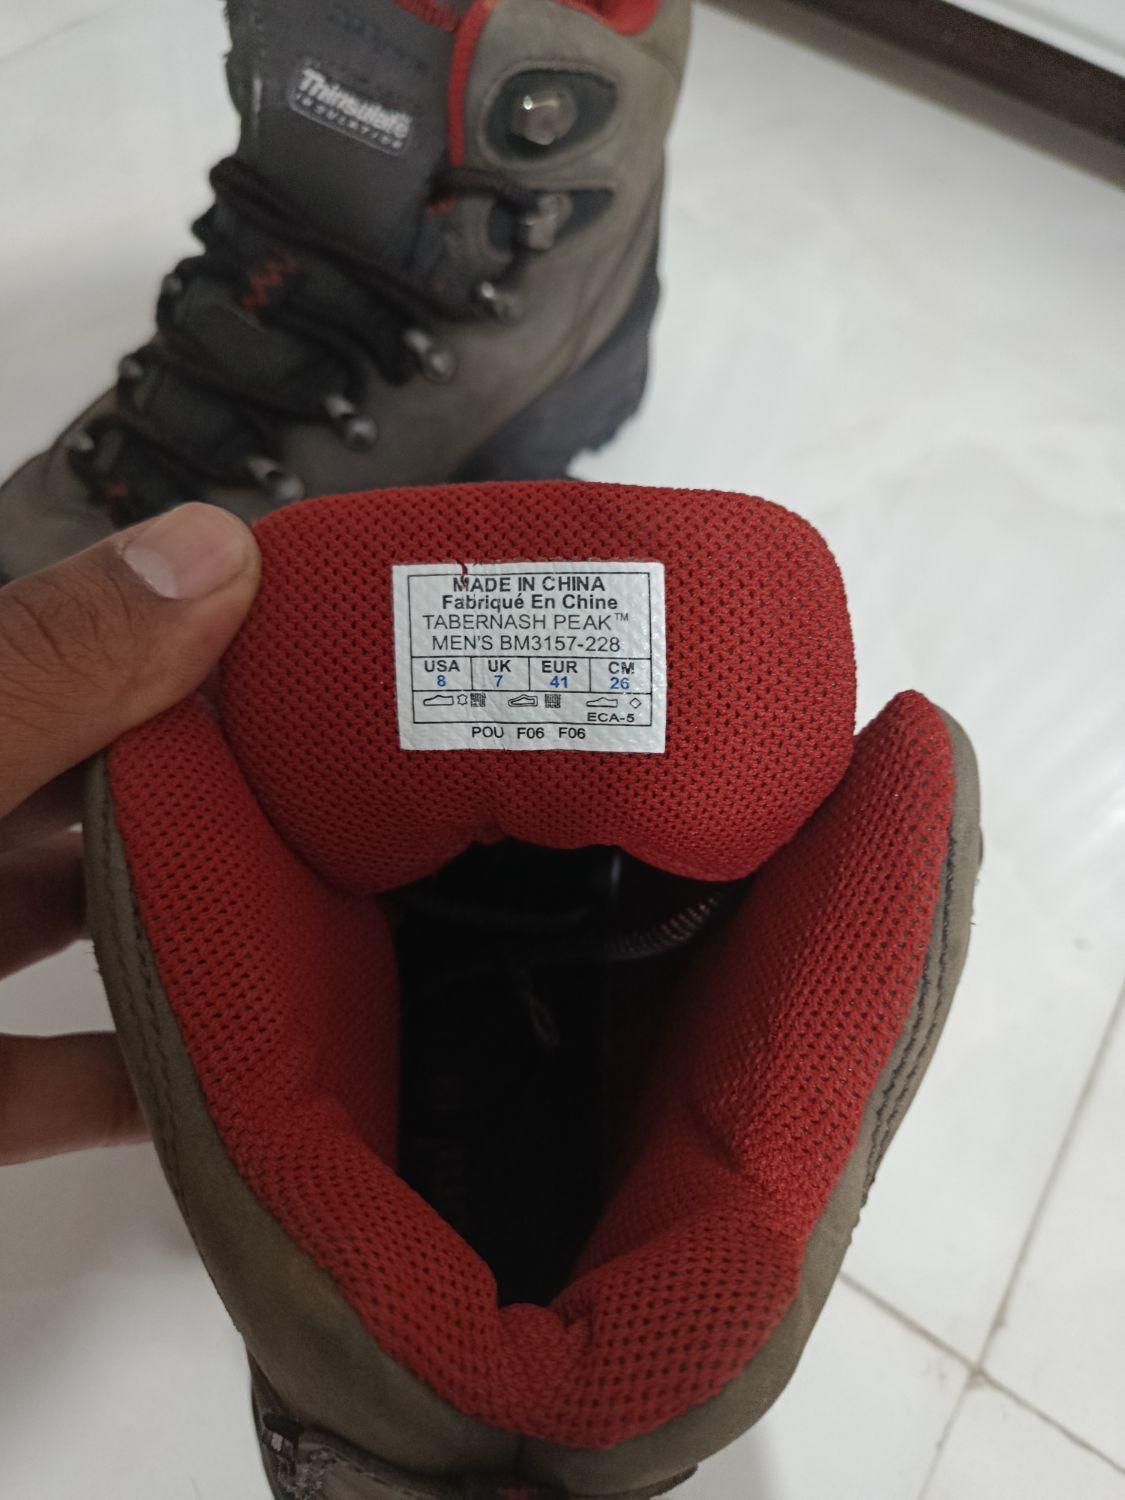 Thinsulate
INSULATION
MADE IN CHINA
Fabriqué En Chine
TABERNASH PEAK™
MEN'S BM3157-228
USA UK EUR CM
8 7 41 26
ECA-5
POU F06 F06